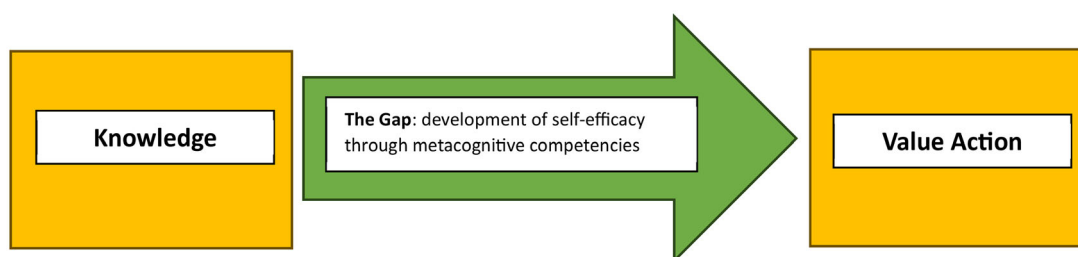 Knowledge
The Gap: development of self-efficacy
through metacognitive competencies
Value Action